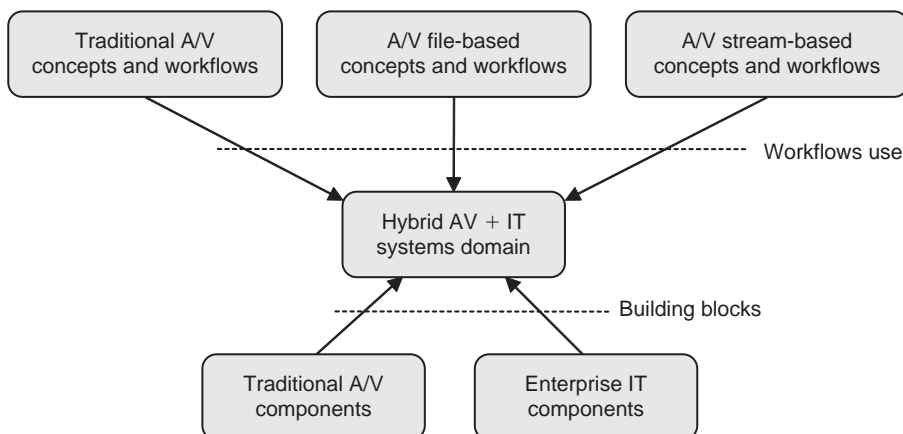 Traditional A/V
concepts and workflows
A/V file-based
concepts and workflows
A/V stream-based
concepts and workflows
Workflows use
Hybrid AV + IT
systems domain
Building blocks
Traditional A/V
components
Enterprise IT
components